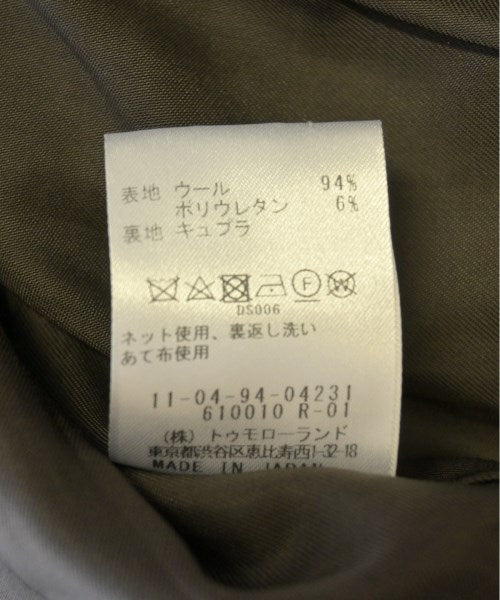 表地 ウール 94%
ポリウレタン 6%
裏地 キュプラ
F W
DS006
ネット使用、裏返し洗い
あて布使用
11-04-94-04231
610010 R-01
(株) トゥモローランド
東京都渋谷区恵比寿西1-32-18
MADE IN JAPAN